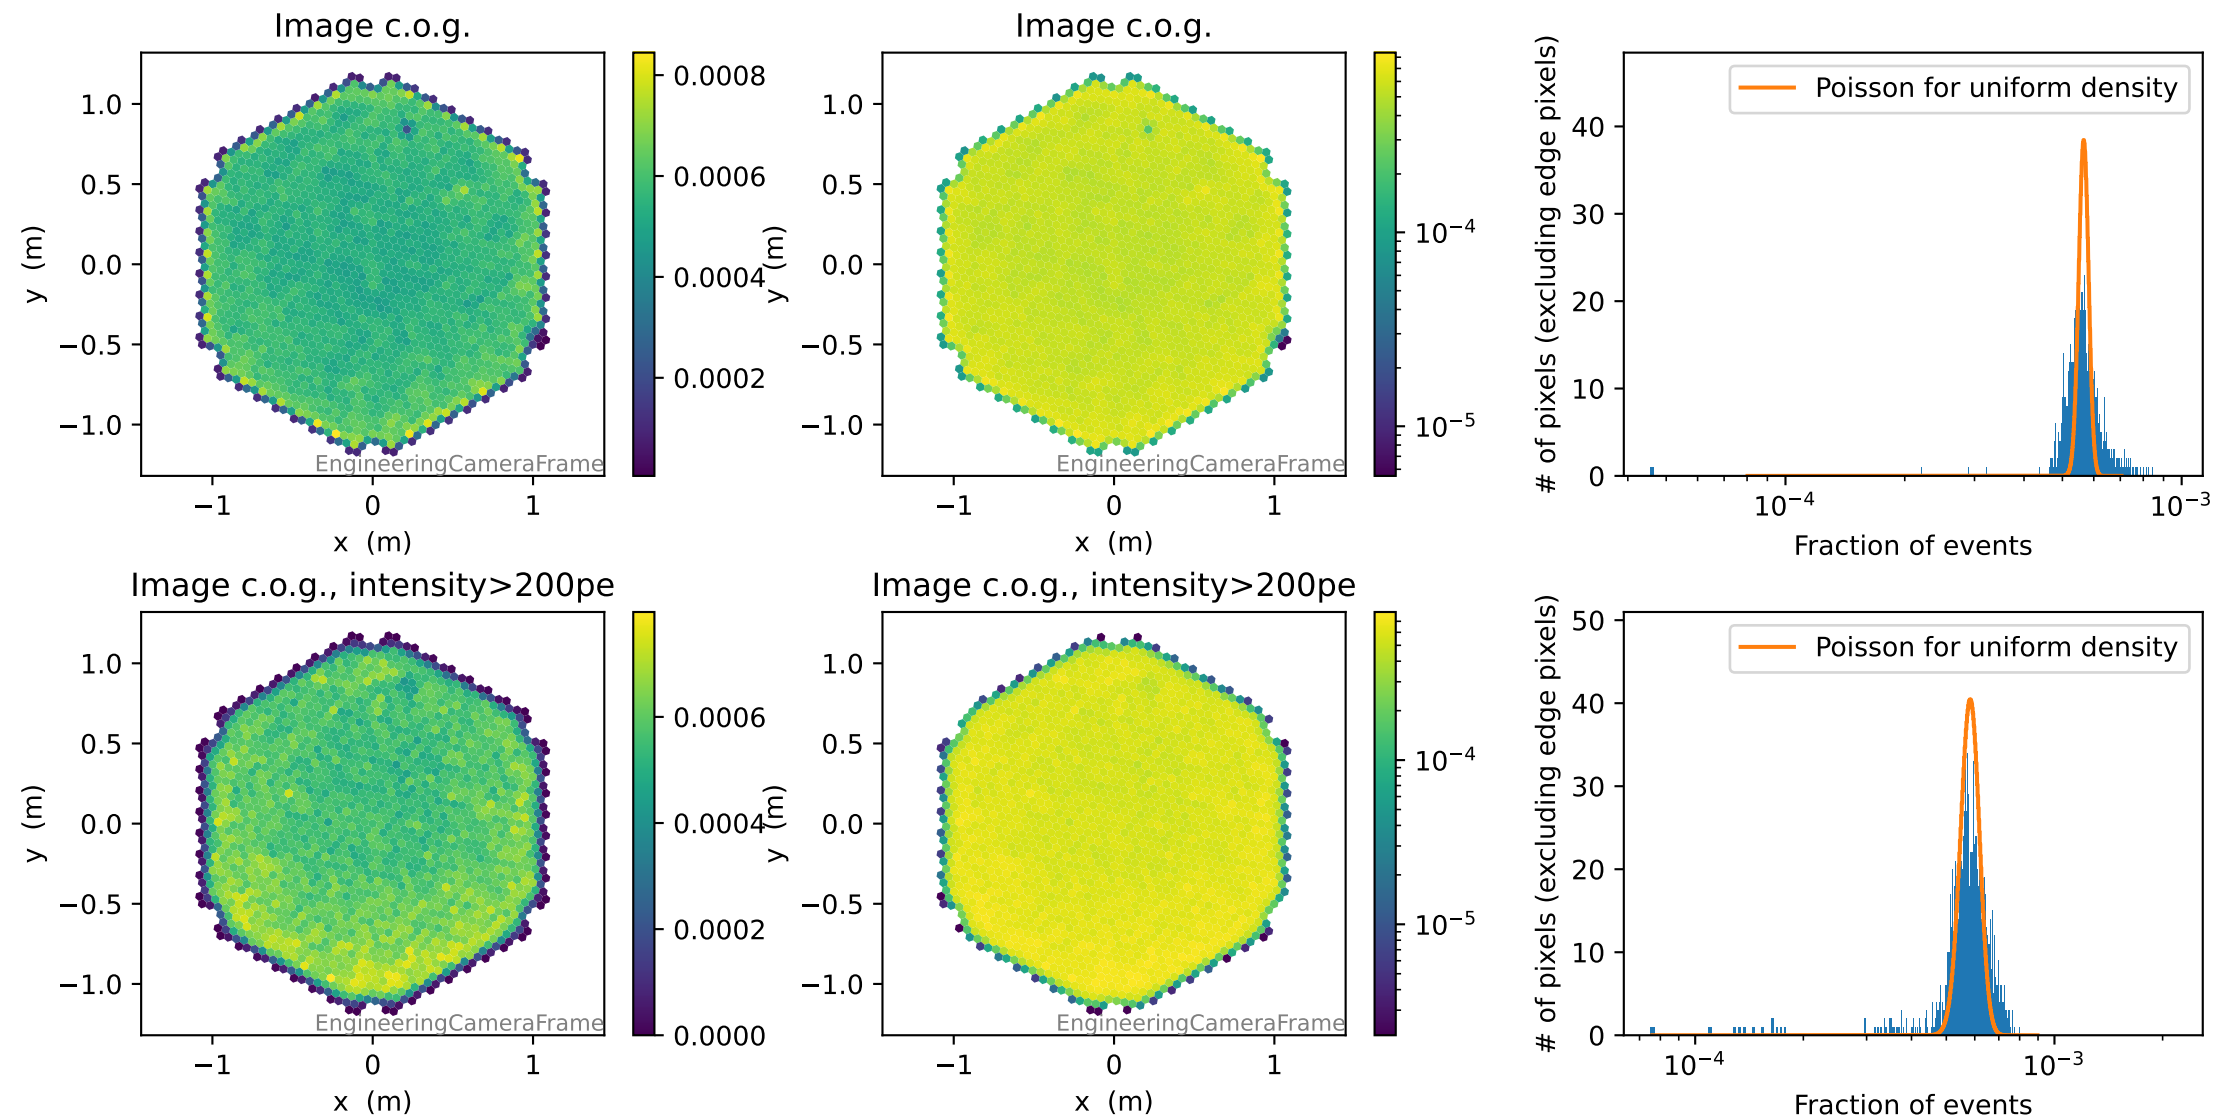 Image c.o.g.
1.0
0.5
0.0
−0.5
−1.0
y (m)
−1
0
1
x (m)
EngineeringCameraFrame
0.0008
0.0006
0.0004
0.0002
Image c.o.g.
1.0
0.5
0.0
−0.5
−1.0
y (m)
−1
0
1
x (m)
EngineeringCameraFrame
10⁻⁴
10⁻⁵
# of pixels (excluding edge pixels)
40
30
20
10
0
Poisson for uniform density
10⁻⁴
10⁻³
Fraction of events
Image c.o.g., intensity>200pe
1.0
0.5
0.0
−0.5
−1.0
y (m)
−1
0
1
x (m)
EngineeringCameraFrame
0.0006
0.0004
0.0002
0.0000
Image c.o.g., intensity>200pe
1.0
0.5
0.0
−0.5
−1.0
y (m)
−1
0
1
x (m)
EngineeringCameraFrame
10⁻⁴
10⁻⁵
# of pixels (excluding edge pixels)
50
40
30
20
10
0
Poisson for uniform density
10⁻⁴
10⁻³
Fraction of events